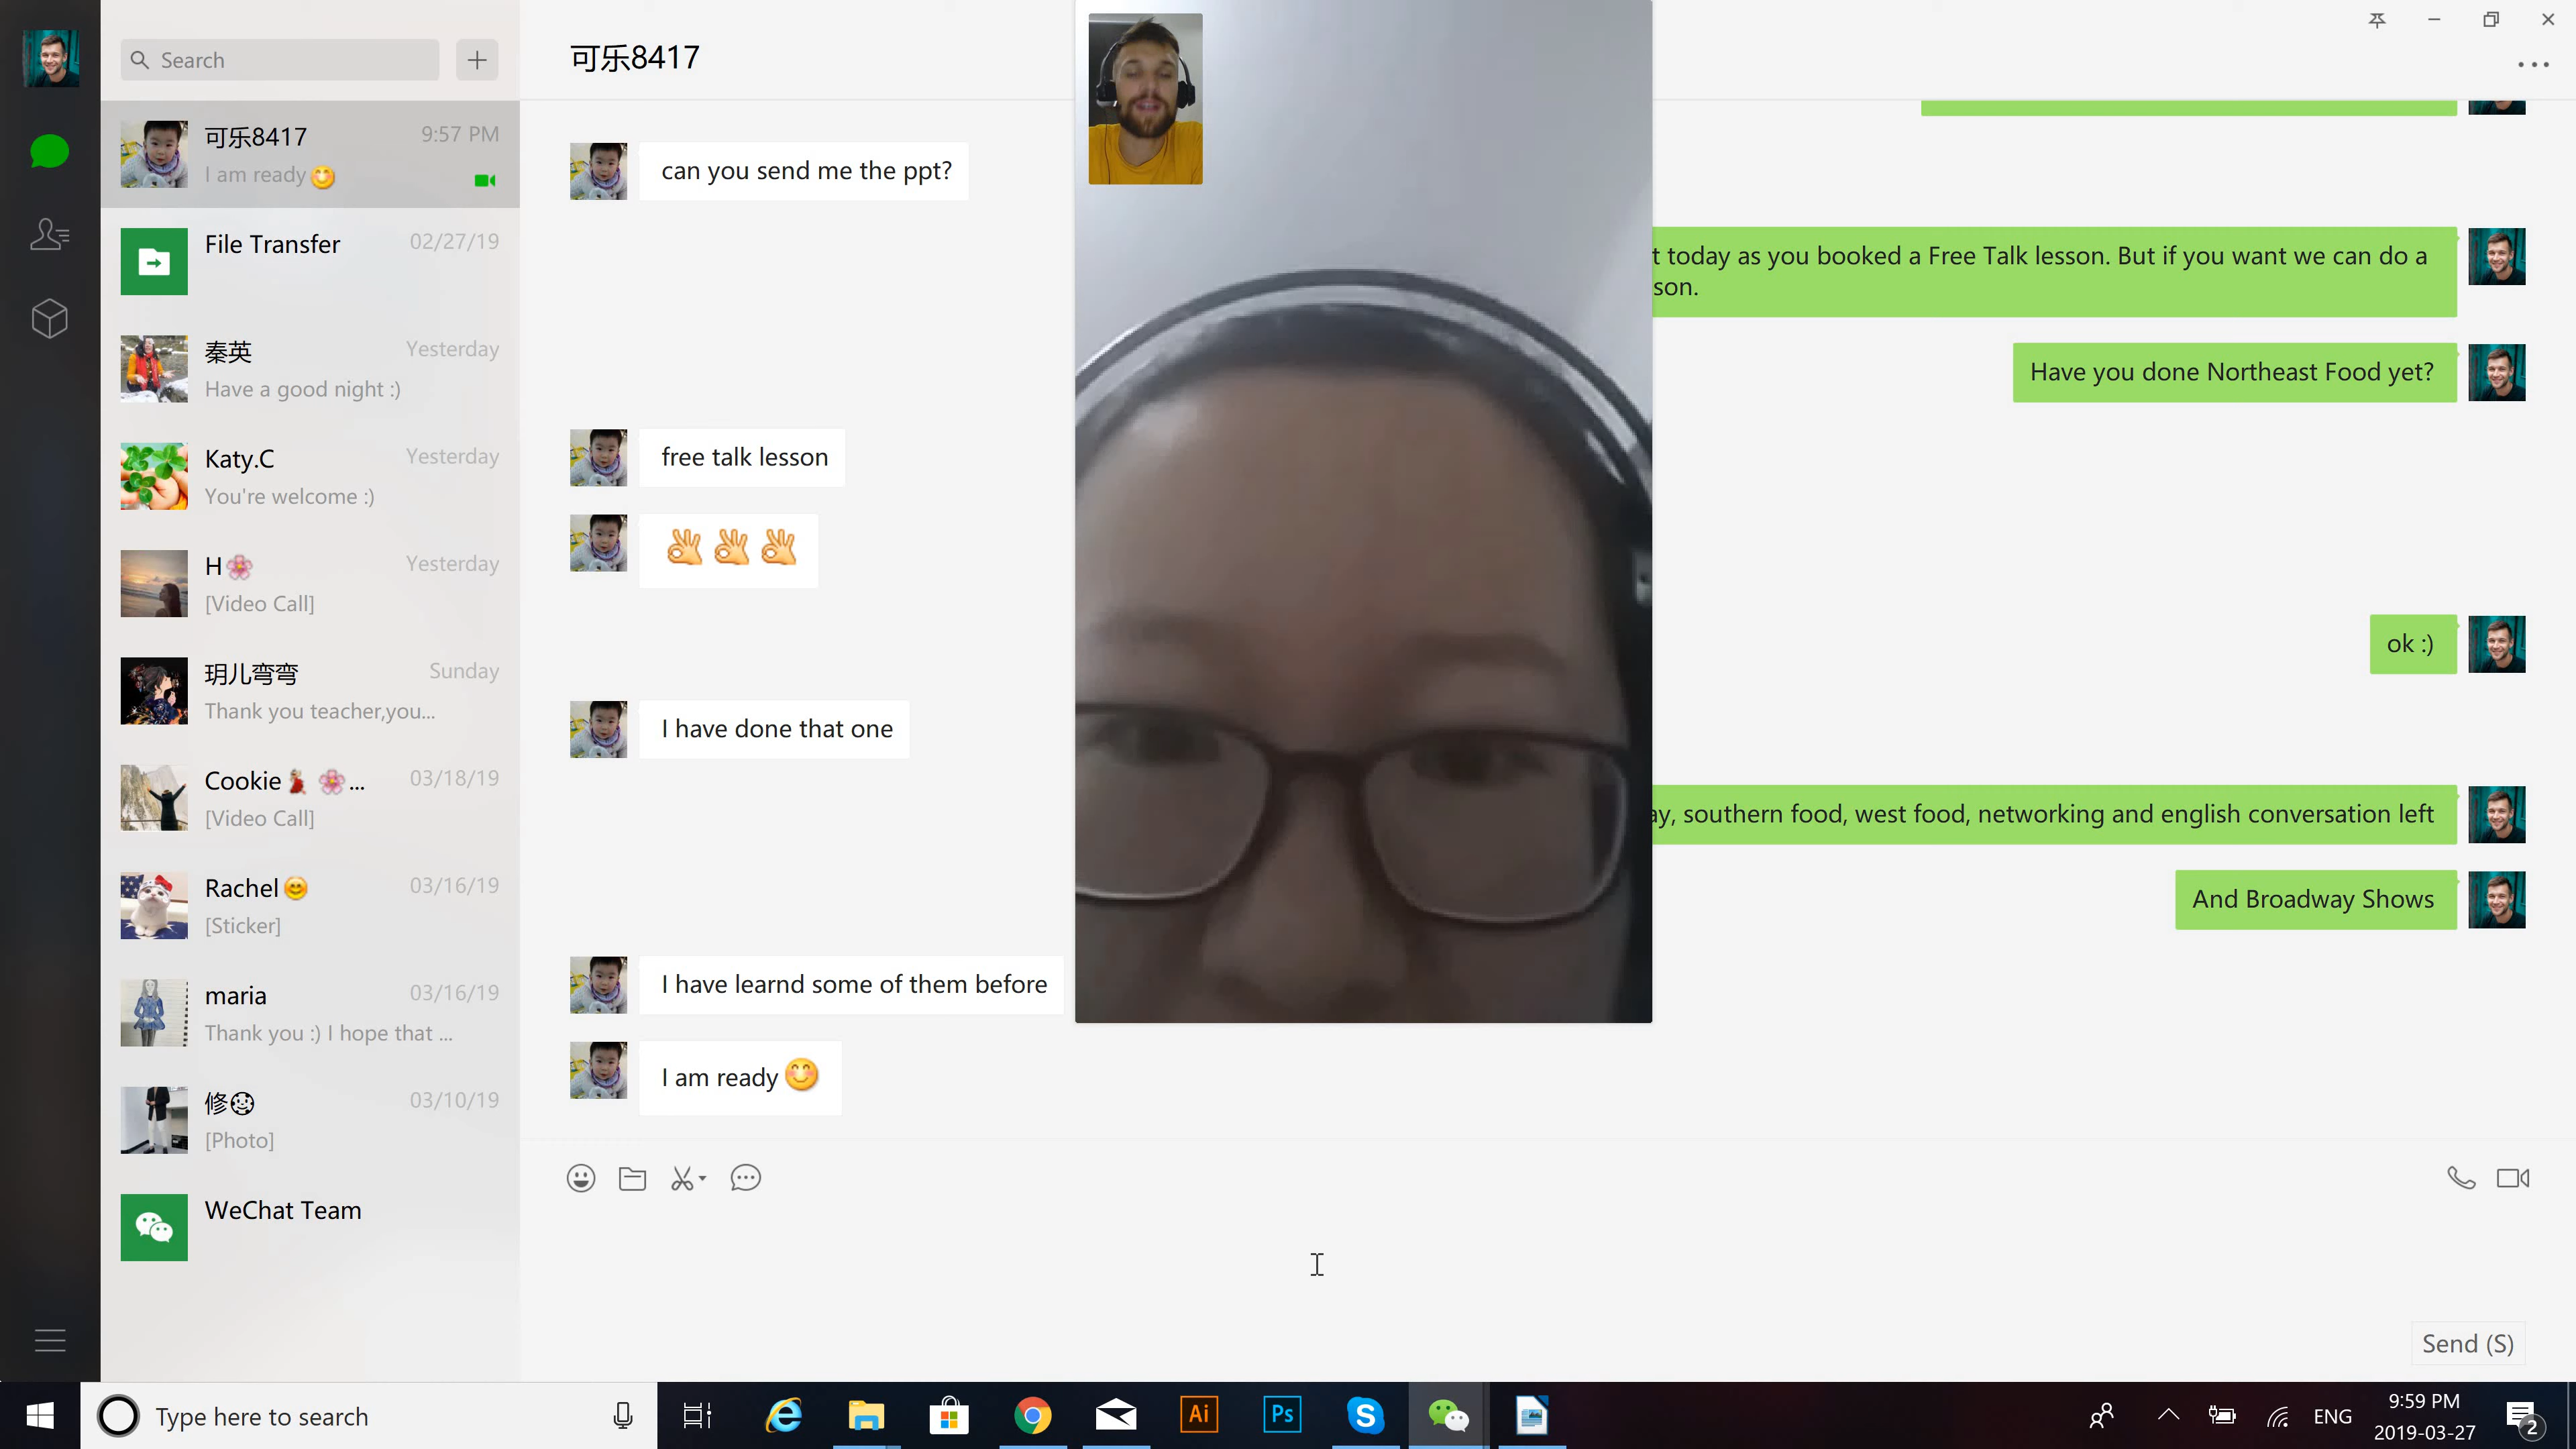 Search
可乐8417
9:57 PM
I am ready
File Transfer
02/27/19
秦英
Yesterday
Have a good night :)
Katy.C
Yesterday
You're welcome :)
H
Yesterday
[Video Call]
玥儿弯弯
Sunday
Thank you teacher,you...
Cookie ...
03/18/19
[Video Call]
Rachel
03/16/19
[Sticker]
maria
03/16/19
Thank you :) I hope that ...
修
03/10/19
[Photo]
WeChat Team
可乐8417
can you send me the ppt?
t today as you booked a Free Talk lesson. But if you want we can do a
son.
Have you done Northeast Food yet?
free talk lesson
ok :)
I have done that one
ay, southern food, west food, networking and english conversation left
And Broadway Shows
I have learnd some of them before
I am ready
Send (S)
Type here to search
Ai
Ps
ENG
9:59 PM
2019-03-27
2